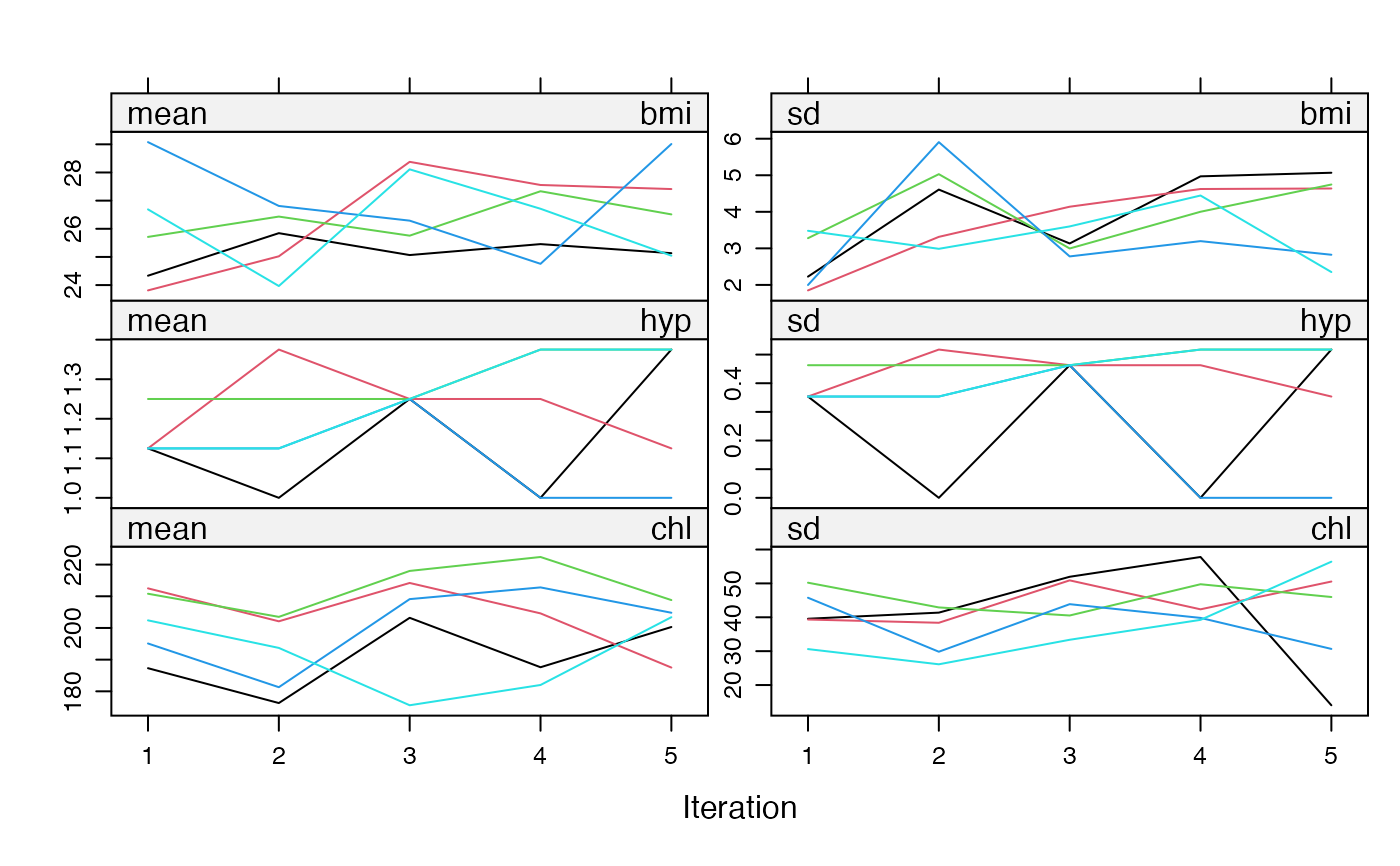 mean bmi sd bmi
24 26 28 2 3 4 5 6
mean hyp sd hyp
1.0 1.1 1.2 1.3 0.0 0.2 0.4
mean chl sd chl
180 200 220 20 30 40 50
1 2 3 4 5 1 2 3 4 5
Iteration